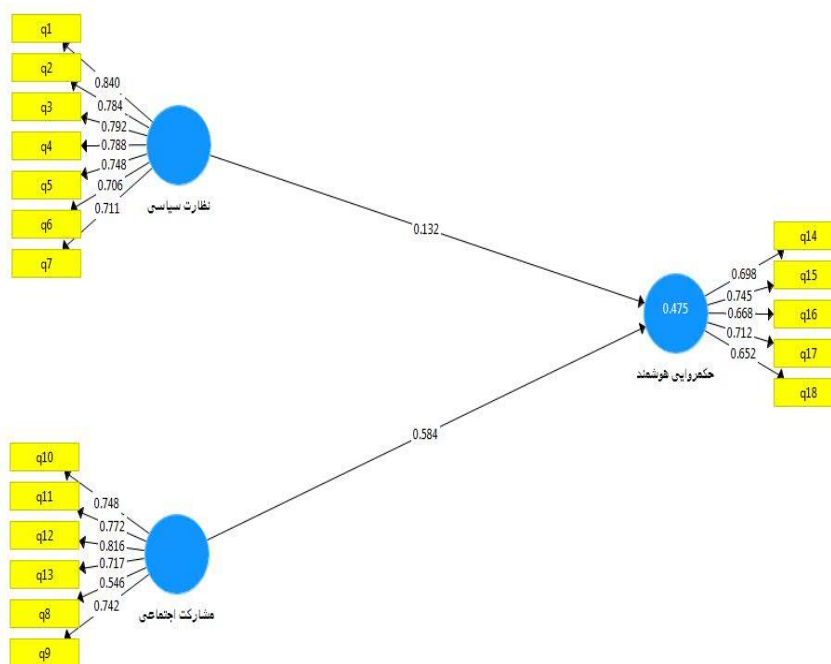 q1
q2
q3
q4
q5
q6
q7
0.840
0.784
0.792
0.788
0.748
0.706
0.711
نظارت سیاسی
0.132
0.475
حکمروایی هوشمند
q14
q15
q16
q17
q18
0.698
0.745
0.668
0.712
0.652
0.584
q10
q11
q12
q13
q8
q9
0.748
0.772
0.816
0.717
0.546
0.742
مشارکت اجتماعی